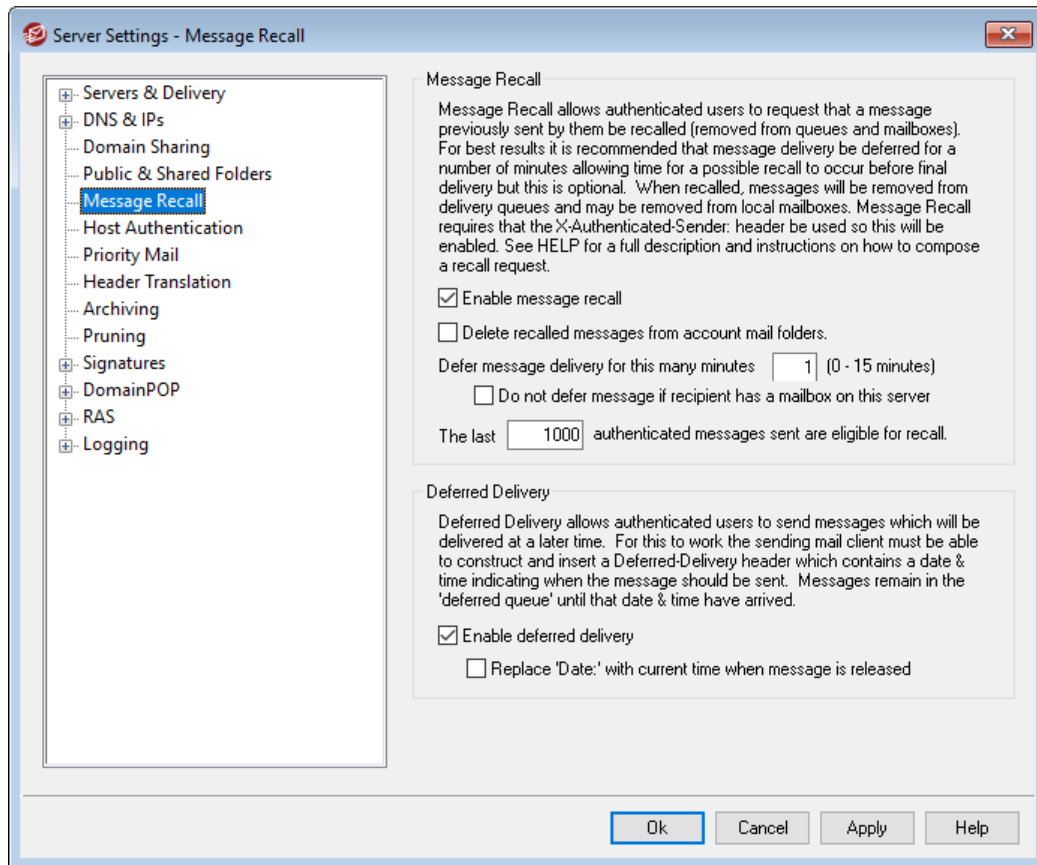 Server Settings - Message Recall
Servers & Delivery
DNS & IPs
Domain Sharing
Public & Shared Folders
Message Recall
Host Authentication
Priority Mail
Header Translation
Archiving
Pruning
Signatures
DomainPOP
RAS
Logging
Message Recall
Message Recall allows authenticated users to request that a message
previously sent by them be recalled (removed from queues and mailboxes).
For best results it is recommended that message delivery be deferred for a
number of minutes allowing time for a possible recall to occur before final
delivery but this is optional. When recalled, messages will be removed from
delivery queues and may be removed from local mailboxes. Message Recall
requires that the X-Authenticated-Sender: header be used so this will be
enabled. See HELP for a full description and instructions on how to compose
a recall request.
Enable message recall
Delete recalled messages from account mail folders.
Defer message delivery for this many minutes 1 (0 - 15 minutes)
Do not defer message if recipient has a mailbox on this server
The last 1000 authenticated messages sent are eligible for recall.
Deferred Delivery
Deferred Delivery allows authenticated users to send messages which will be
delivered at a later time. For this to work the sending mail client must be able
to construct and insert a Deferred-Delivery header which contains a date &
time indicating when the message should be sent. Messages remain in the
'deferred queue' until that date & time have arrived.
Enable deferred delivery
Replace 'Date:' with current time when message is released
Ok Cancel Apply Help